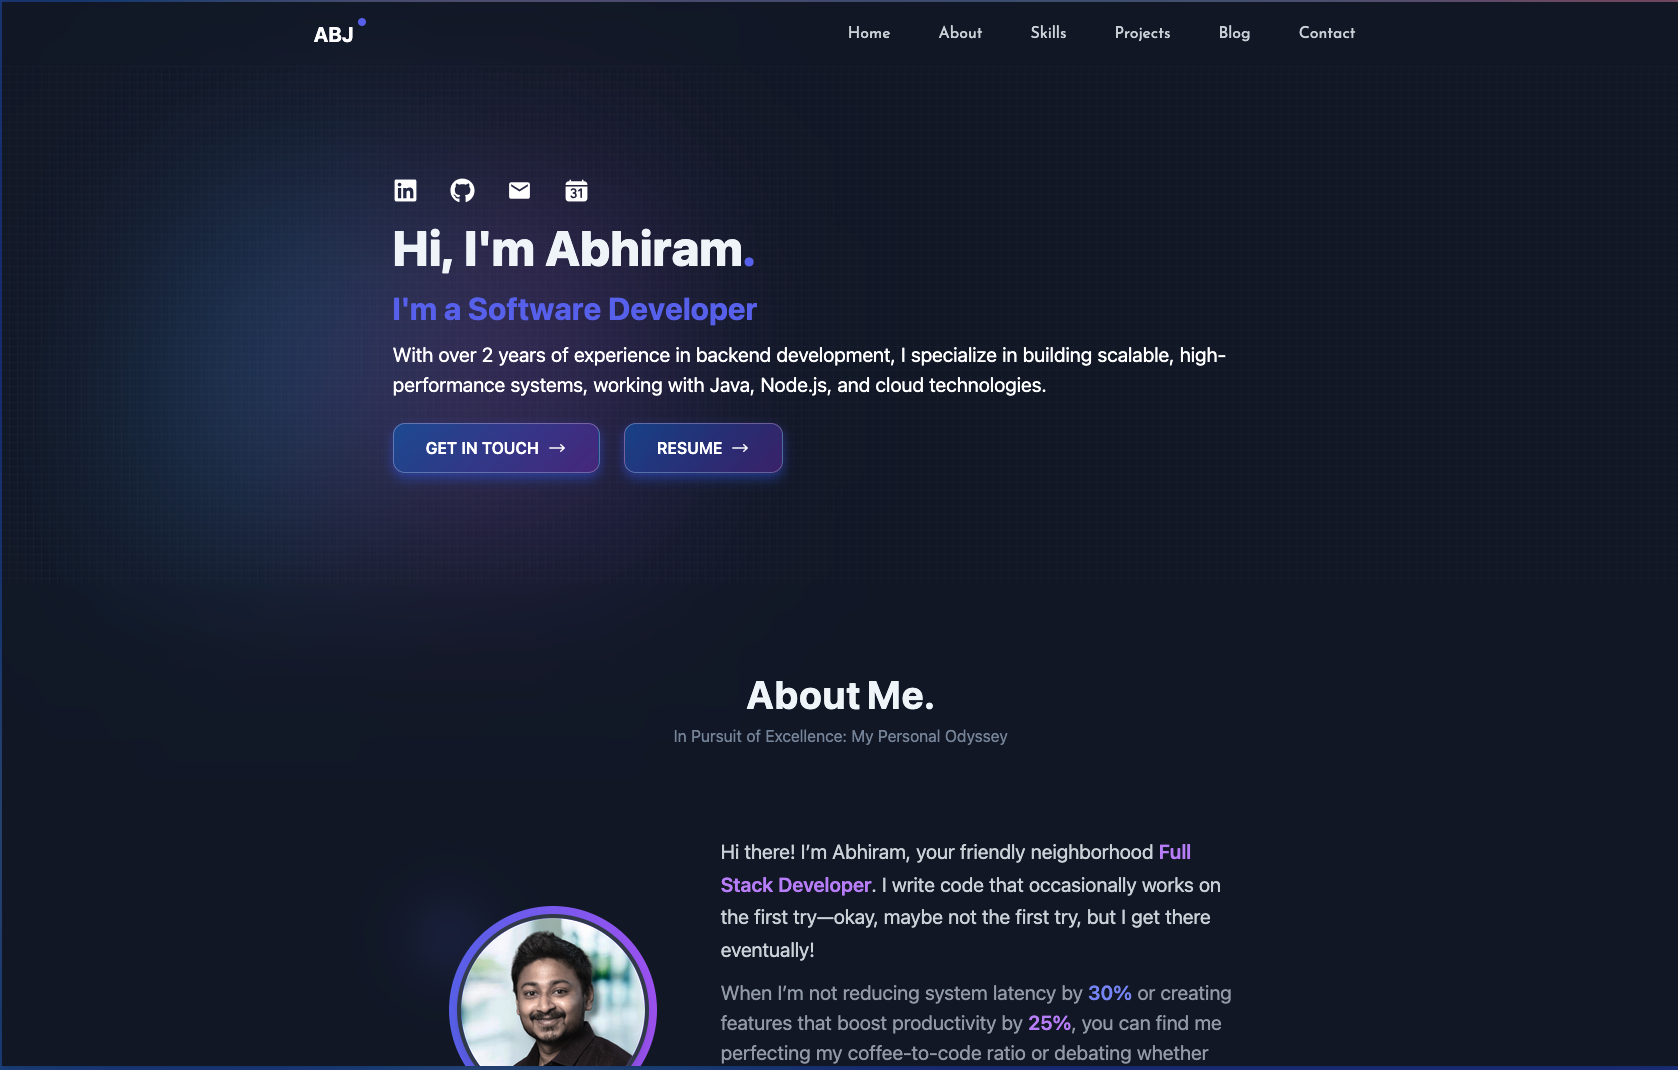 ABJ
Home About Skills Projects Blog Contact
31
Hi, I'm Abhiram.
I'm a Software Developer
With over 2 years of experience in backend development, I specialize in building scalable, high-
performance systems, working with Java, Node.js, and cloud technologies.
GET IN TOUCH → RESUME →
About Me.
In Pursuit of Excellence: My Personal Odyssey
Hi there! I’m Abhiram, your friendly neighborhood Full
Stack Developer. I write code that occasionally works on
the first try—okay, maybe not the first try, but I get there
eventually!
When I’m not reducing system latency by 30% or creating
features that boost productivity by 25%, you can find me
perfecting my coffee-to-code ratio or debating whether